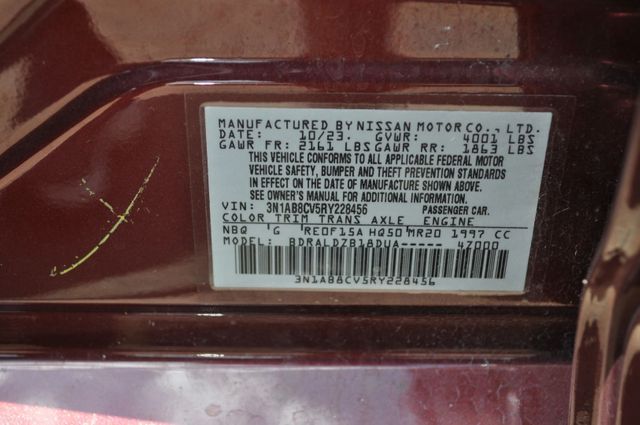 MANUFACTURED BY NISSAN MOTOR CO., LTD.
DATE: 10/23 GVWR: 4001 LBS
GAWR FR: 2161 LBS GAWR RR: 1863 LBS
THIS VEHICLE CONFORMS TO ALL APPLICABLE FEDERAL MOTOR
VEHICLE SAFETY, BUMPER AND THEFT PREVENTION STANDARDS
IN EFFECT ON THE DATE OF MANUFACTURE SHOWN ABOVE.
SEE OWNER'S MANUAL FOR ADDITIONAL INFORMATION.
VIN: 3N1AB8CV5RY228456 PASSENGER CAR.
COLOR TRIM TRANS AXLE ENGINE
NBQ G RE0F15A HQ50 MR20 1997 CC
MODEL: BDRALDZB18DUA----- 4Z000
3N1AB8CV5RY228456